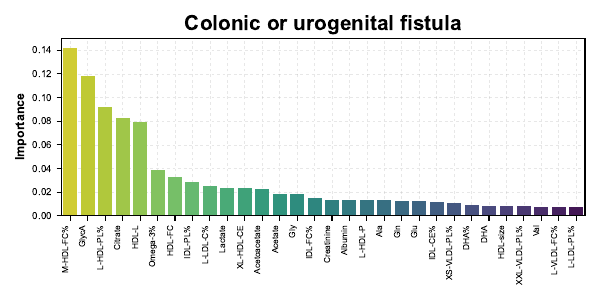 Colonic or urogenital fistula
Importance
0.14
0.12
0.10
0.08
0.06
0.04
0.02
0.00
M-HDL-FC%
GlycA
L-HDL-PL%
Citrate
HDL-L
Omega-3%
HDL-FC
IDL-PL%
L-LDL-C%
Lactate
XL-HDL-CE
Acetoacetate
Acetate
Gly
IDL-FC%
Creatinine
Albumin
L-HDL-P
Ala
Gln
Glu
IDL-CE%
XS-VLDL-PL%
DHA%
DHA
HDL-size
XXL-VLDL-PL%
Val
L-VLDL-FC%
L-LDL-PL%